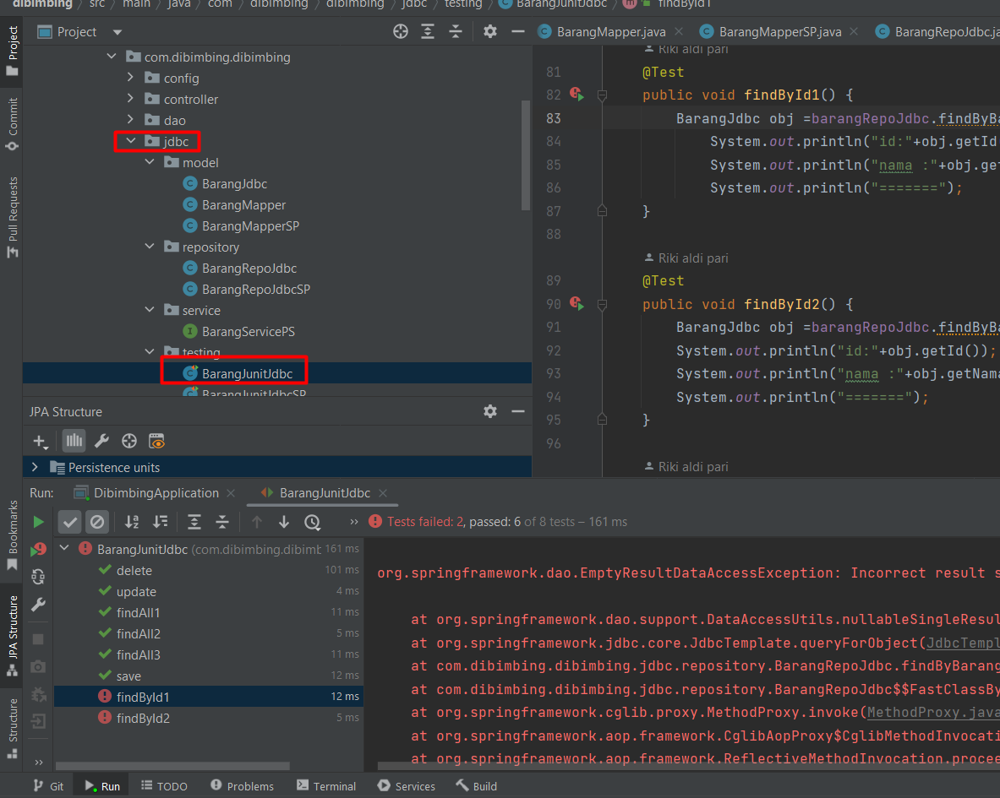 dibimbing src main java com dibimbing dibimbing jdbc testing BarangJunitJdbc findById1
Project
BarangMapper.java
BarangMapperSP.java
BarangRepoJdbc.ja
Project
Commit
Pull Requests
Bookmarks
JPA Structure
Structure
com.dibimbing.dibimbing
config
controller
dao
jdbc
model
BarangJdbc
BarangMapper
BarangMapperSP
repository
BarangRepoJdbc
BarangRepoJdbcSP
service
BarangServicePS
testing
BarangJunitJdbc
BarangJunitJdbcSP
JPA Structure
Persistence units
Riki aldi pari
81 @Test
82 public void findById1() {
83 BarangJdbc obj =barangRepoJdbc.findByBa
84 System.out.println("id:"+obj.getId
85 System.out.println("nama :"+obj.get
86 System.out.println("=======");
87 }
88
Riki aldi pari
89 @Test
90 public void findById2() {
91 BarangJdbc obj =barangRepoJdbc.findByBa
92 System.out.println("id:"+obj.getId());
93 System.out.println("nama :"+obj.getNama
94 System.out.println("=======");
95 }
96
Riki aldi pari
Run: DibimbingApplication BarangJunitJdbc
Tests failed: 2, passed: 6 of 8 tests – 161 ms
BarangJunitJdbc (com.dibimbing.dibimb 161 ms
delete 101 ms
update 4 ms
findAll1 11 ms
findAll2 5 ms
findAll3 11 ms
save 12 ms
findById1 12 ms
findById2 5 ms
org.springframework.dao.EmptyResultDataAccessException: Incorrect result s
at org.springframework.dao.support.DataAccessUtils.nullableSingleResul
at org.springframework.jdbc.core.JdbcTemplate.queryForObject(JdbcTempl
at com.dibimbing.dibimbing.jdbc.repository.BarangRepoJdbc.findByBarang
at com.dibimbing.dibimbing.jdbc.repository.BarangRepoJdbc$$FastClassBy
at org.springframework.cglib.proxy.MethodProxy.invoke(MethodProxy.java
at org.springframework.aop.framework.CglibAopProxy$CglibMethodInvocati
at org.springframework.aop.framework.ReflectiveMethodInvocation.procee
Git Run TODO Problems Terminal Services Build